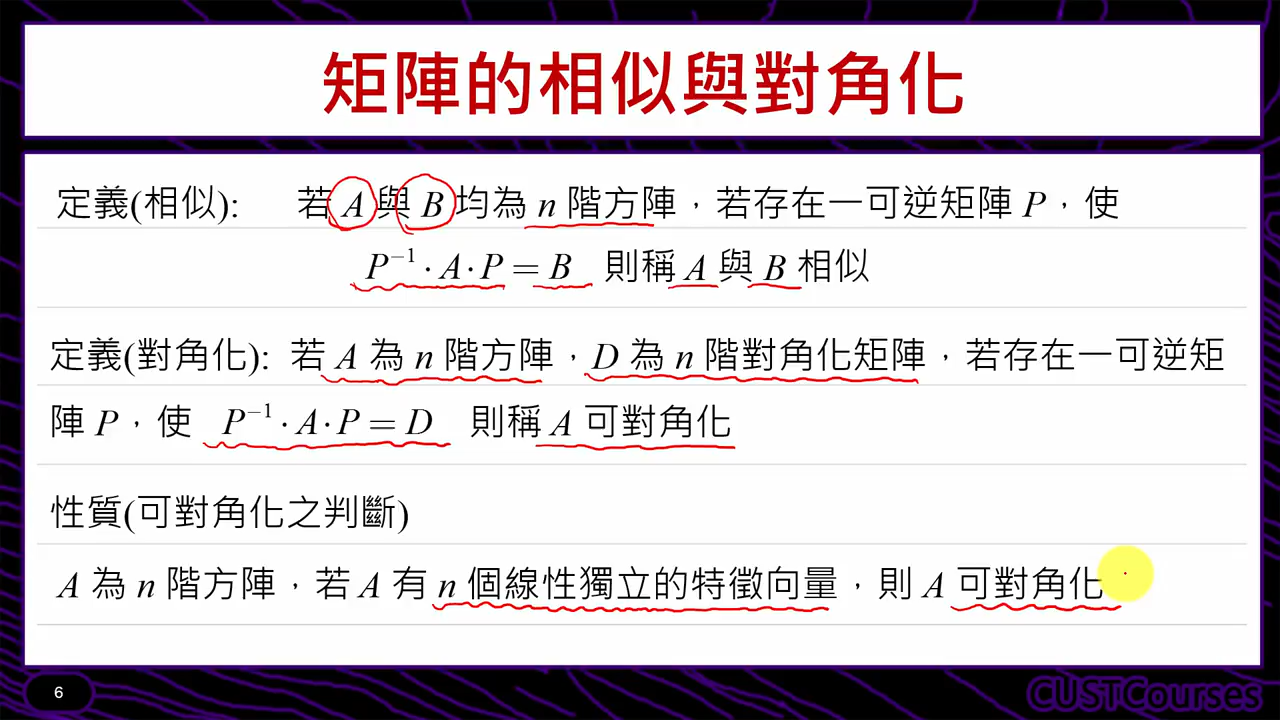 矩陣的相似與對角化
定義(相似): 若 A 與 B 均為 n 階方陣，若存在一可逆矩陣 P，使
P⁻¹·A·P = B 則稱 A 與 B 相似
定義(對角化): 若 A 為 n 階方陣，D 為 n 階對角化矩陣，若存在一可逆矩
陣 P，使 P⁻¹·A·P = D 則稱 A 可對角化
性質(可對角化之判斷)
A 為 n 階方陣，若 A 有 n 個線性獨立的特徵向量，則 A 可對角化
6
CUSTCourses